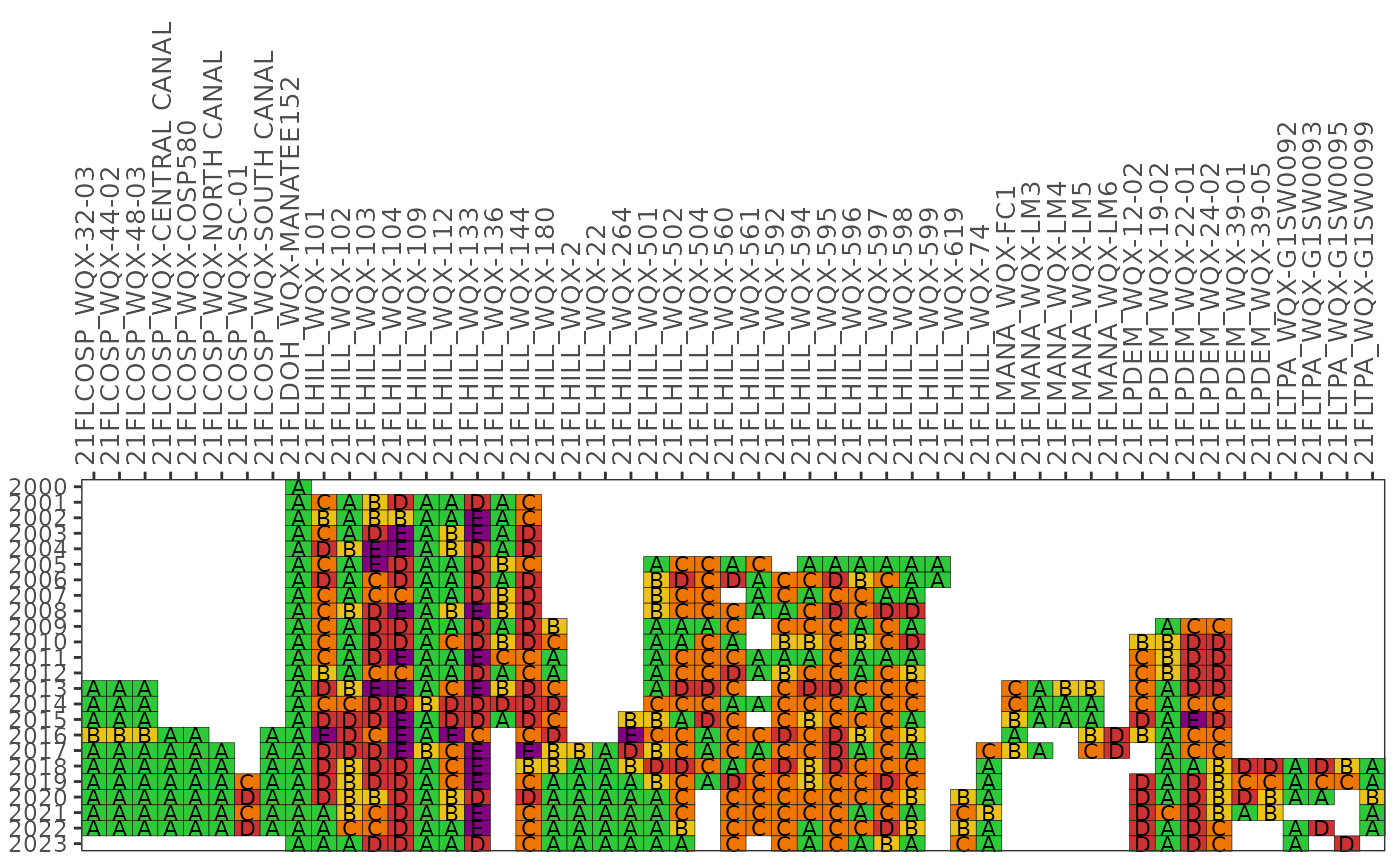 21FLCOSP_WQX-32-03
21FLCOSP_WQX-44-02
21FLCOSP_WQX-48-03
21FLCOSP_WQX-CENTRAL CANAL
21FLCOSP_WQX-COSP580
21FLCOSP_WQX-NORTH CANAL
21FLCOSP_WQX-SC-01
21FLCOSP_WQX-SOUTH CANAL
21FLDOH_WQX-MANATEE152
21FLHILL_WQX-101
21FLHILL_WQX-102
21FLHILL_WQX-103
21FLHILL_WQX-104
21FLHILL_WQX-109
21FLHILL_WQX-112
21FLHILL_WQX-133
21FLHILL_WQX-136
21FLHILL_WQX-144
21FLHILL_WQX-180
21FLHILL_WQX-2
21FLHILL_WQX-22
21FLHILL_WQX-264
21FLHILL_WQX-501
21FLHILL_WQX-502
21FLHILL_WQX-504
21FLHILL_WQX-560
21FLHILL_WQX-561
21FLHILL_WQX-592
21FLHILL_WQX-594
21FLHILL_WQX-595
21FLHILL_WQX-596
21FLHILL_WQX-597
21FLHILL_WQX-598
21FLHILL_WQX-599
21FLHILL_WQX-619
21FLHILL_WQX-74
21FLMANA_WQX-FC1
21FLMANA_WQX-LM3
21FLMANA_WQX-LM4
21FLMANA_WQX-LM5
21FLMANA_WQX-LM6
21FLPDEM_WQX-12-02
21FLPDEM_WQX-19-02
21FLPDEM_WQX-22-01
21FLPDEM_WQX-24-02
21FLPDEM_WQX-39-01
21FLPDEM_WQX-39-05
21FLTPA_WQX-G1SW0092
21FLTPA_WQX-G1SW0093
21FLTPA_WQX-G1SW0095
21FLTPA_WQX-G1SW0099
2000 A
2001 A C A B D A A D A C
2002 A B A B B A A E A C
2003 A C A D E A B E A D
2004 A D B E E A B D A D
2005 A C A E D A A D B C A C C A C A A A A A A
2006 A D A C D A A D A D B D C D A C C D B C A A
2007 A C A C C A A D B D B C C A C A C C A A
2008 A C B D E A B E B D B C C C A A C D C D D
2009 A C A D D A A D A D B A A A C C C C A C A A C C
2010 A C A D D A C D B D C A A C A B B C B C D B B D D
2011 A C A D E A A E C C A A C C C A A A C A A A C B D D
2012 A B A C C A A E A C A A C C D A B C C A C C C B D D
2013 A A A A D B E E A C E B D C A D D C C D D C C C C A B B C A D D
2014 A A A A C C D D B D D D D D C C C A A C C C C C A A A A C A C C
2015 A A A A D D D E A D D A D C B B A D C C B C C C A B A A A D A E D
2016 B B B A A A A E D D E A E C C D E C C A C C C D C B C A B D B A C C
2017 A A A A A A A A D D D E B C E E B B A D B C A C A C C D A C B C B A C D A C C
2018 A A A A A A A A D B D D A C E B B A A A B D D C A C D B D C C C A A A B D D A D B A
2019 A A A A A A C A A D B D D A C E C A A A A B C A D C C C C C D C A D A D B C C A C C A
2020 A A A A A A D A A D B B D A B D D A A A A A C C C C C C C C B B A D A D B D B A A B
2021 A A A A A A C A A A B C D A B E C A A A A A C C C C C C A C A C B D C D B A B A
2022 A A A A A A D A A A C C D A A E C A A A A A B C C C A C C D B B A D A D C A D A
2023 A A A D D A A E C A A A A A A C C A C A B A C A D A D C A D